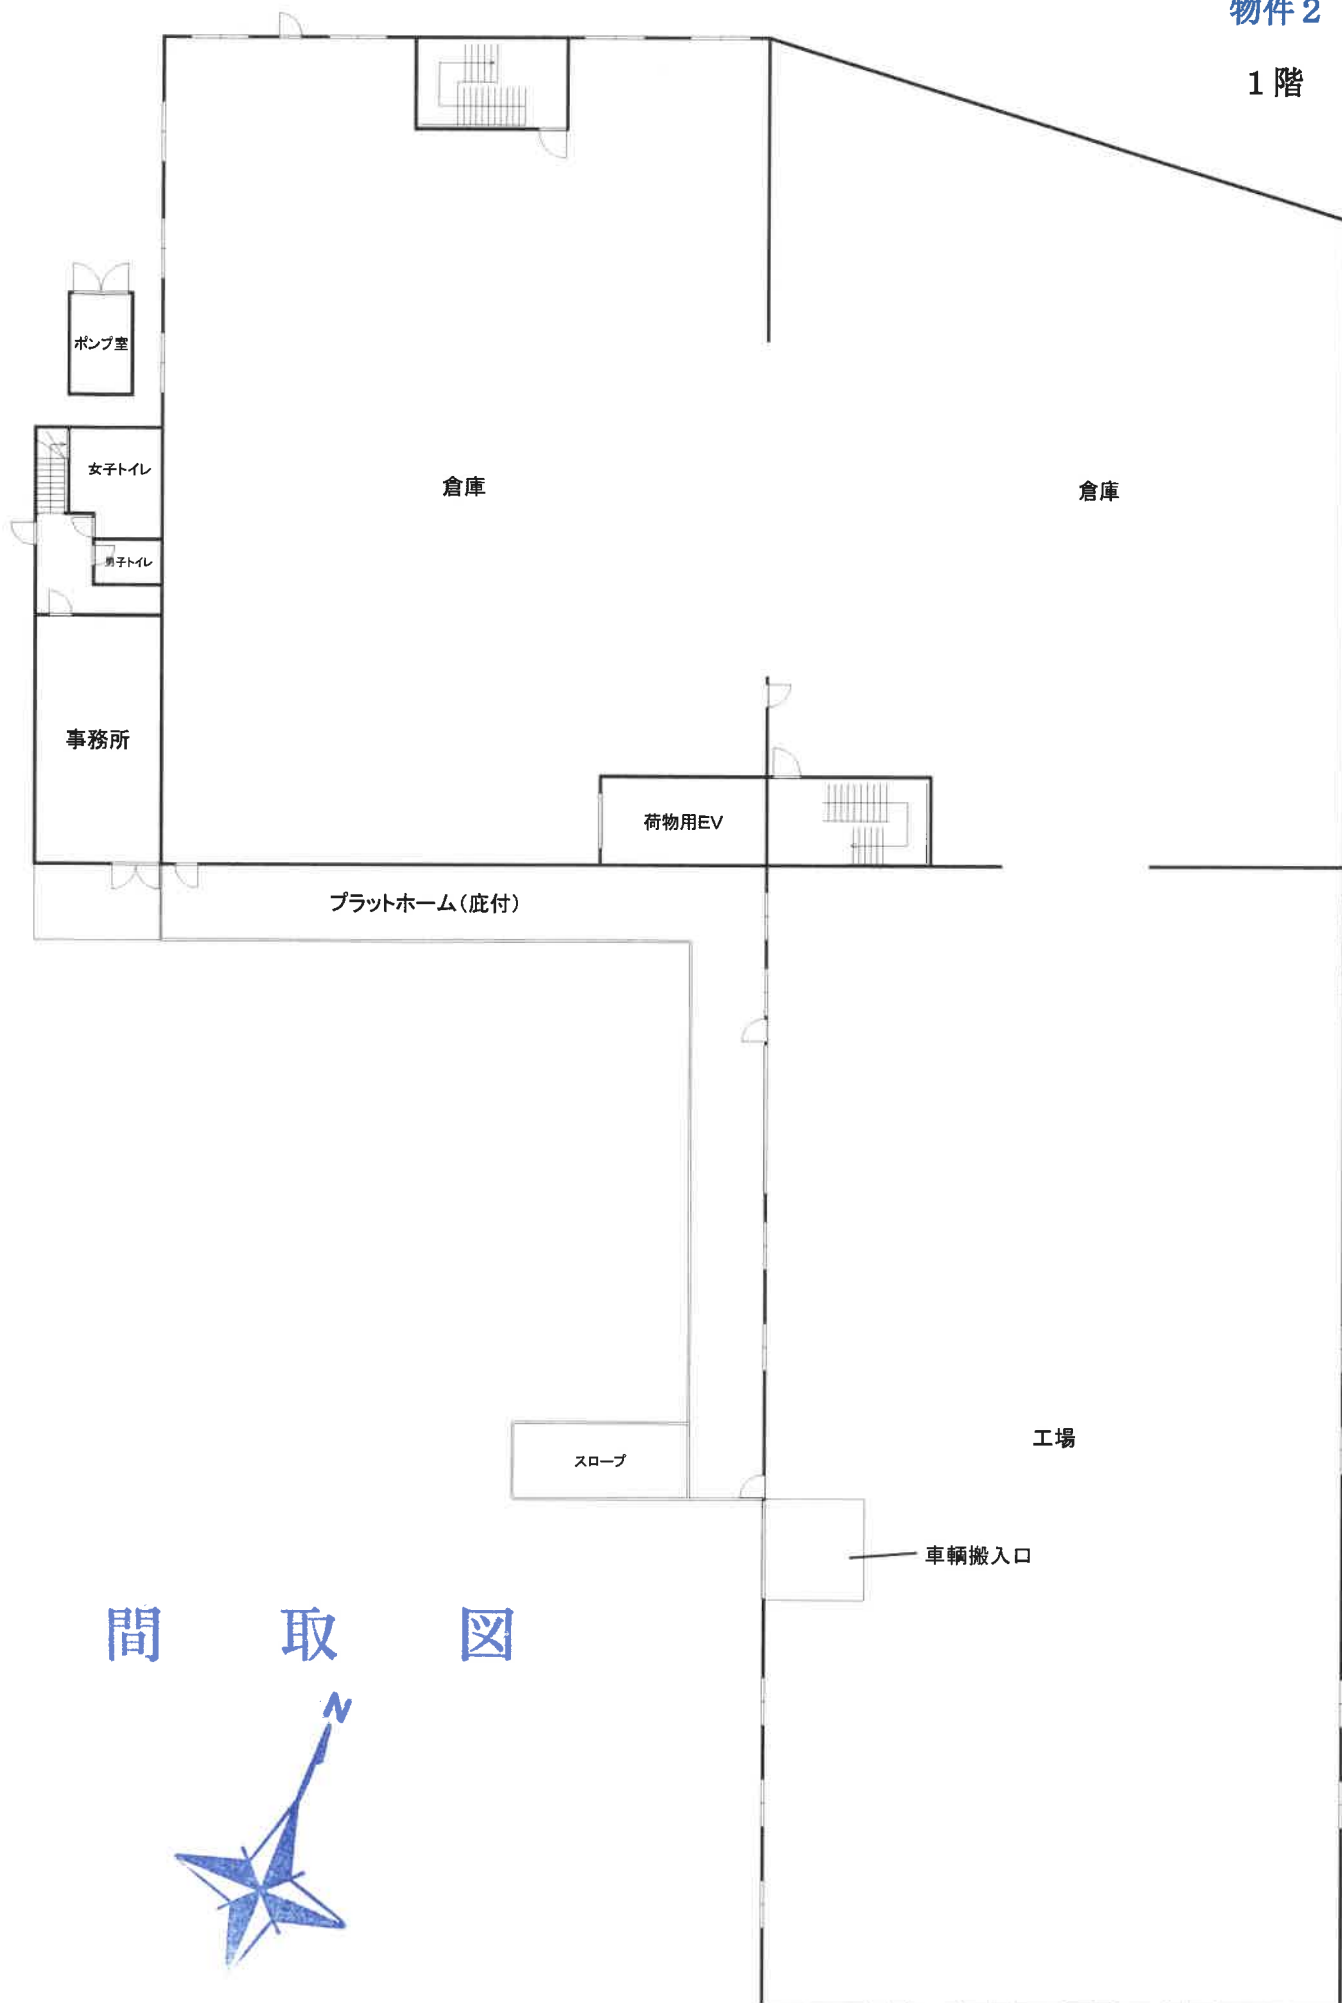 物件2
1階
ポンプ室
女子トイレ
倉庫
倉庫
男子トイレ
事務所
荷物用EV
プラットホーム(庇付)
工場
スロープ
車輌搬入口
間取図
N